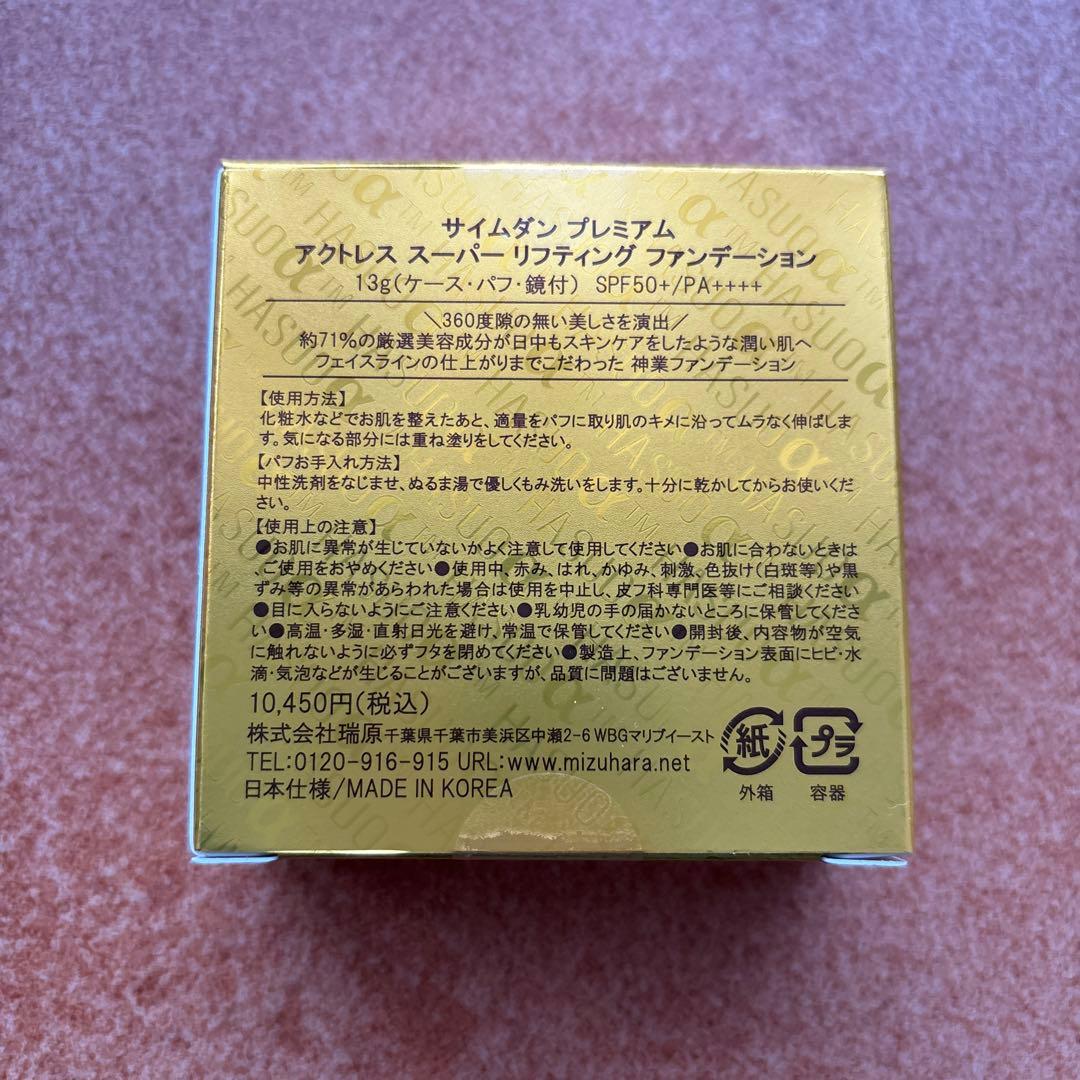 サイムダン プレミアム
アクトレス スーパー リフティング ファンデーション
13g(ケース・パフ・鏡付) SPF50+/PA++++
＼360度隙の無い美しさを演出／
約71%の厳選美容成分が日中もスキンケアをしたような潤い肌へ
フェイスラインの仕上がりまでこだわった 神業ファンデーション
【使用方法】
化粧水などでお肌を整えたあと、適量をパフに取り肌のキメに沿ってムラなく伸ばしま
す。気になる部分には重ね塗りをしてください。
【パフお手入れ方法】
中性洗剤をなじませ、ぬるま湯で優しくもみ洗いをします。十分に乾かしてからお使いくだ
さい。
【使用上の注意】
●お肌に異常が生じていないかよく注意して使用してください●お肌に合わないときは
、ご使用をおやめください●使用中、赤み、はれ、かゆみ、刺激、色抜け(白斑等)や黒
ずみ等の異常があらわれた場合は使用を中止し、皮フ科専門医等にご相談ください
●目に入らないようにご注意ください●乳幼児の手の届かないところに保管してくださ
い●高温・多湿・直射日光を避け、常温で保管してください●開封後、内容物が空気
に触れないように必ずフタを閉めてください●製造上、ファンデーション表面にヒビ・水
滴・気泡などが生じることがございますが、品質に問題はございません。
10,450円(税込)
株式会社瑞原 千葉県千葉市美浜区中瀬2-6 WBGマリブイースト
TEL:0120-916-915 URL:www.mizuhara.net
日本仕様/MADE IN KOREA
紙 プラ
外箱 容器
HASUO α TM